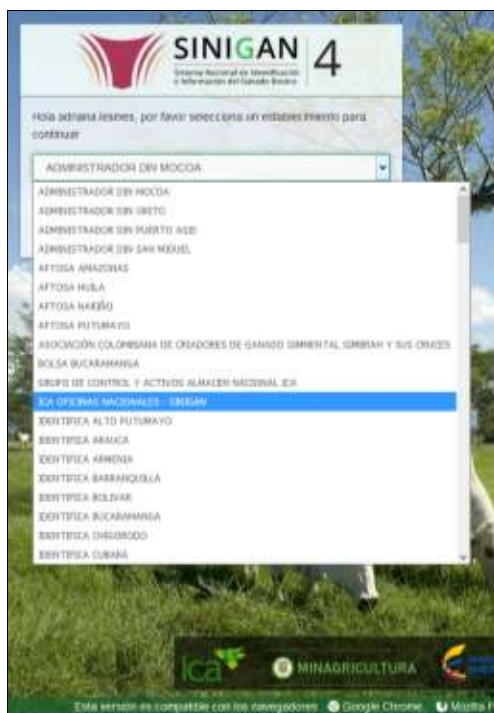 SINIGAN 4
Sistema Nacional de Identificación
e Información del Ganado Bovino
Hola adriana lesmes, por favor selecciona un establecimiento para
continuar
ADMINISTRADOR DIN MOCOA
ADMINISTRADOR DIN MOCOA
ADMINISTRADOR DIN ORITO
ADMINISTRADOR DIN PUERTO ASIS
ADMINISTRADOR DIN SAN MIGUEL
AFTOSA AMAZONAS
AFTOSA HUILA
AFTOSA NARIÑO
AFTOSA PUTUMAYO
ASOCIACIÓN COLOMBIANA DE CRIADORES DE GANADO SIMMENTAL SIMBRAH Y SUS CRUCES
BOLSA BUCARAMANGA
GRUPO DE CONTROL Y ACTIVOS ALMACEN NACIONAL ICA
ICA OFICINAS NACIONALES - SINIGAN
IDENTIFICA ALTO PUTUMAYO
IDENTIFICA ARAUCA
IDENTIFICA ARMENIA
IDENTIFICA BARRANQUILLA
IDENTIFICA BOLIVAR
IDENTIFICA BUCARAMANGA
IDENTIFICA CHIGORODO
IDENTIFICA CUBARÁ
ica
MINAGRICULTURA
Esta versión es compatible con los navegadores Google Chrome Mozilla F